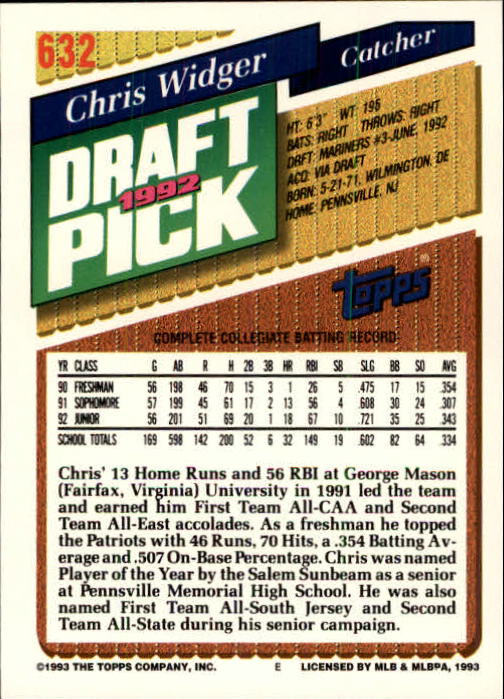 632
Chris Widger
Catcher
DRAFT
1992
PICK
HT: 6'3" WT: 195
BATS: RIGHT THROWS: RIGHT
DRFT: MARINERS #3-JUNE, 1992
ACQ: VIA DRAFT
BORN: 5-21-71, WILMINGTON, DE
HOME: PENNSVILLE, NJ
topps
COMPLETE COLLEGIATE BATTING RECORD
YR CLASS G AB R H 2B 3B HR RBI SB SLG BB SO AVG
90 FRESHMAN 56 198 46 70 15 3 1 26 5 .475 17 15 .354
91 SOPHOMORE 57 199 45 61 17 2 13 56 4 .608 30 24 .307
92 JUNIOR 56 201 51 69 20 1 18 67 10 .721 35 25 .343
SCHOOL TOTALS 169 598 142 200 52 6 32 149 19 .602 82 64 .334
Chris' 13 Home Runs and 56 RBI at George Mason
(Fairfax, Virginia) University in 1991 led the team
and earned him First Team All-CAA and Second
Team All-East accolades. As a freshman he topped
the Patriots with 46 Runs, 70 Hits, a .354 Batting Av-
erage and .507 On-Base Percentage. Chris was named
Player of the Year by the Salem Sunbeam as a senior
at Pennsville Memorial High School. He was also
named First Team All-South Jersey and Second
Team All-State during his senior campaign.
©1993 THE TOPPS COMPANY, INC. E LICENSED BY MLB & MLBPA, 1993